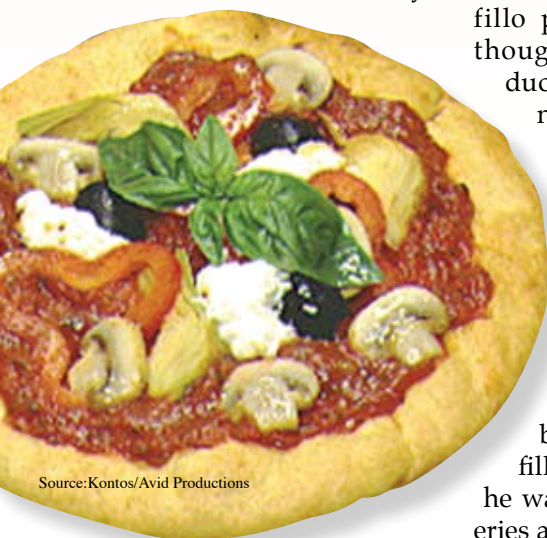 fillo p
thoug
duc
r
b
fill
he wa
eries a
Source:Kontos/Avid Productions